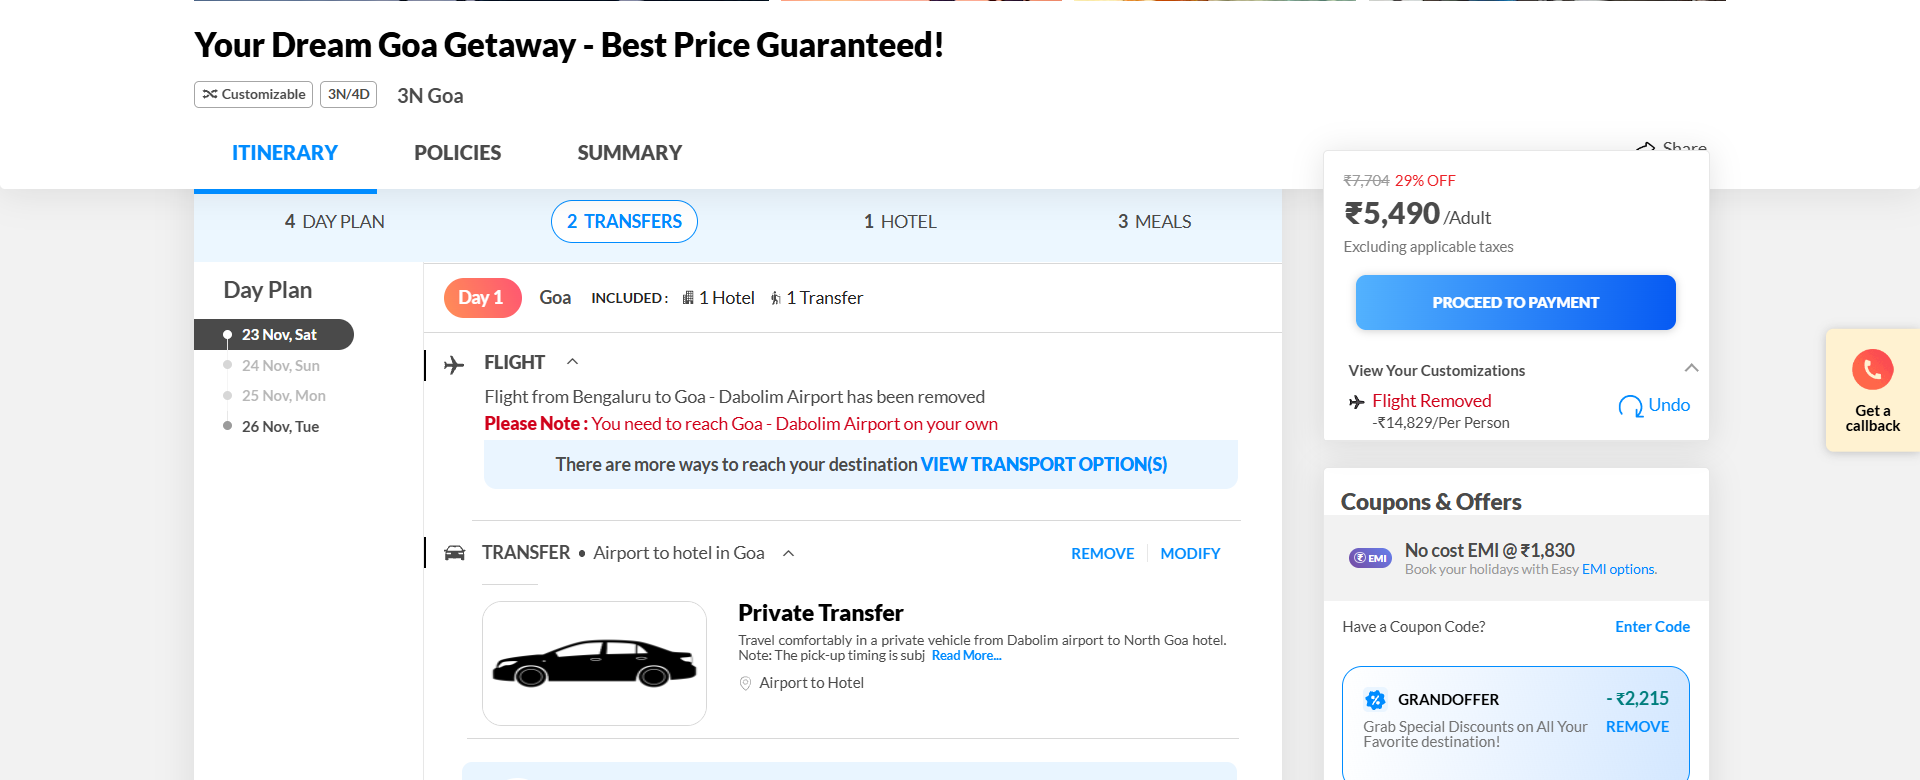 Your Dream Goa Getaway - Best Price Guaranteed!
Customizable
3N/4D
3N Goa
ITINERARY
POLICIES
SUMMARY
Share
4 DAY PLAN
2 TRANSFERS
1 HOTEL
3 MEALS
Day Plan
23 Nov, Sat
24 Nov, Sun
25 Nov, Mon
26 Nov, Tue
Day 1
Goa
INCLUDED :
1 Hotel
1 Transfer
FLIGHT
Flight from Bengaluru to Goa - Dabolim Airport has been removed
Please Note : You need to reach Goa - Dabolim Airport on your own
There are more ways to reach your destination VIEW TRANSPORT OPTION(S)
TRANSFER • Airport to hotel in Goa
REMOVE
MODIFY
Private Transfer
Travel comfortably in a private vehicle from Dabolim airport to North Goa hotel.
Note: The pick-up timing is subj Read More...
Airport to Hotel
₹7,704 29% OFF
₹5,490 /Adult
Excluding applicable taxes
PROCEED TO PAYMENT
View Your Customizations
Flight Removed
-₹14,829/Per Person
Undo
Coupons & Offers
₹ EMI
No cost EMI @ ₹1,830
Book your holidays with Easy EMI options.
Have a Coupon Code?
Enter Code
GRANDOFFER
- ₹2,215
Grab Special Discounts on All Your
Favorite destination!
REMOVE
Get a
callback